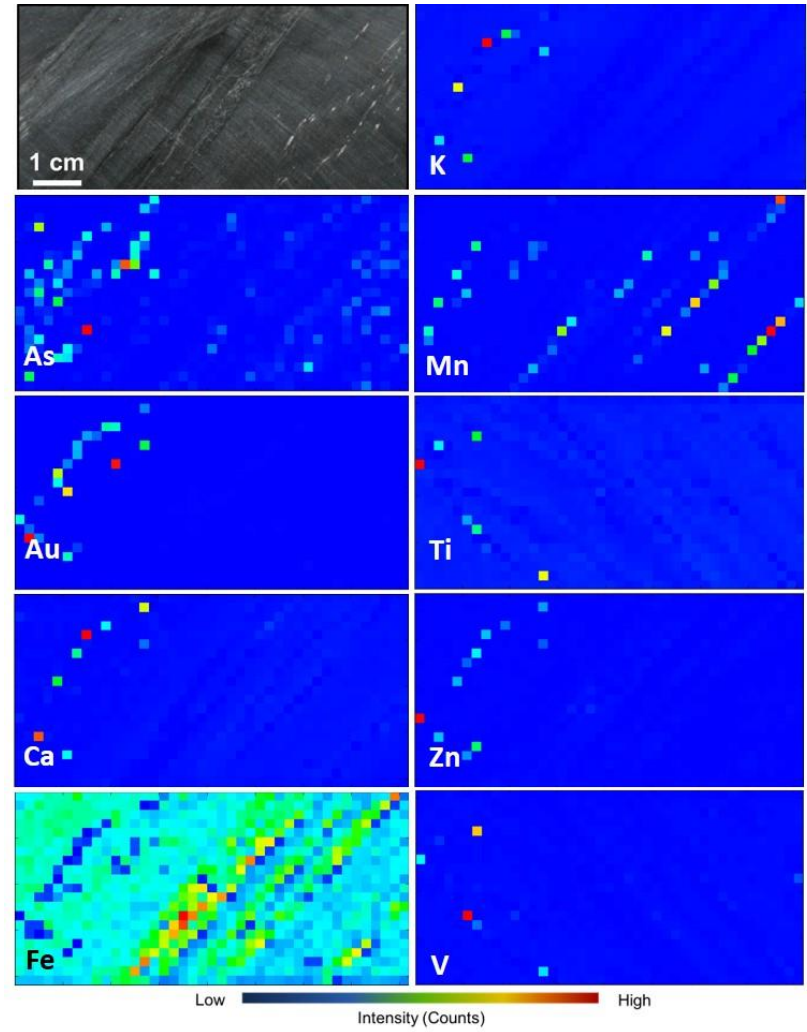 1 cm
K
As
Mn
Au
Ti
Ca
Zn
Fe
V
Low High
Intensity (Counts)